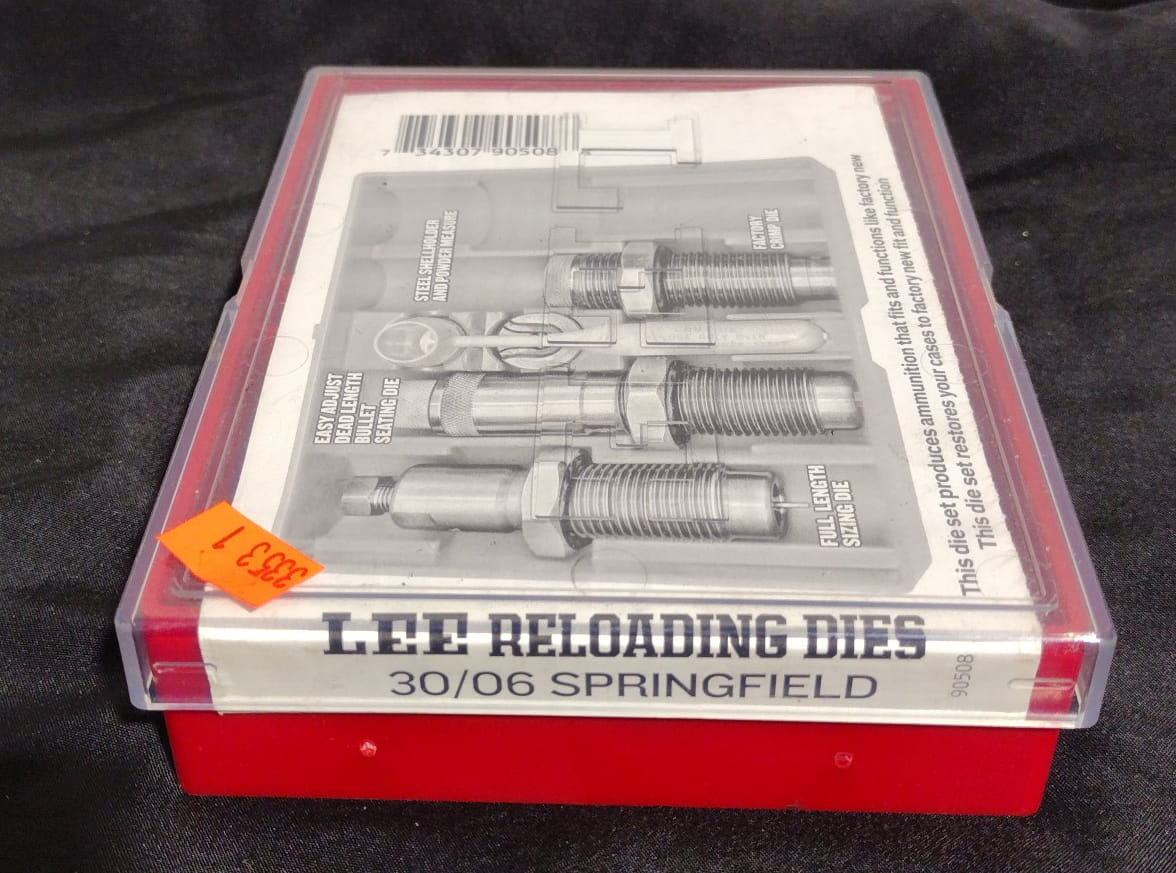 7 34307 90508
STEEL SHELLHOLDER
AND POWDER MEASURE
FACTORY
CRIMP DIE
EASY ADJUST
DEAD LENGTH
BULLET
SEATING DIE
FULL LENGTH
SIZING DIE
This die set produces ammunition that fits and functions like factory new
This die set restores your cases to factory new fit and function
33531
LEE RELOADING DIES
30/06 SPRINGFIELD
90508